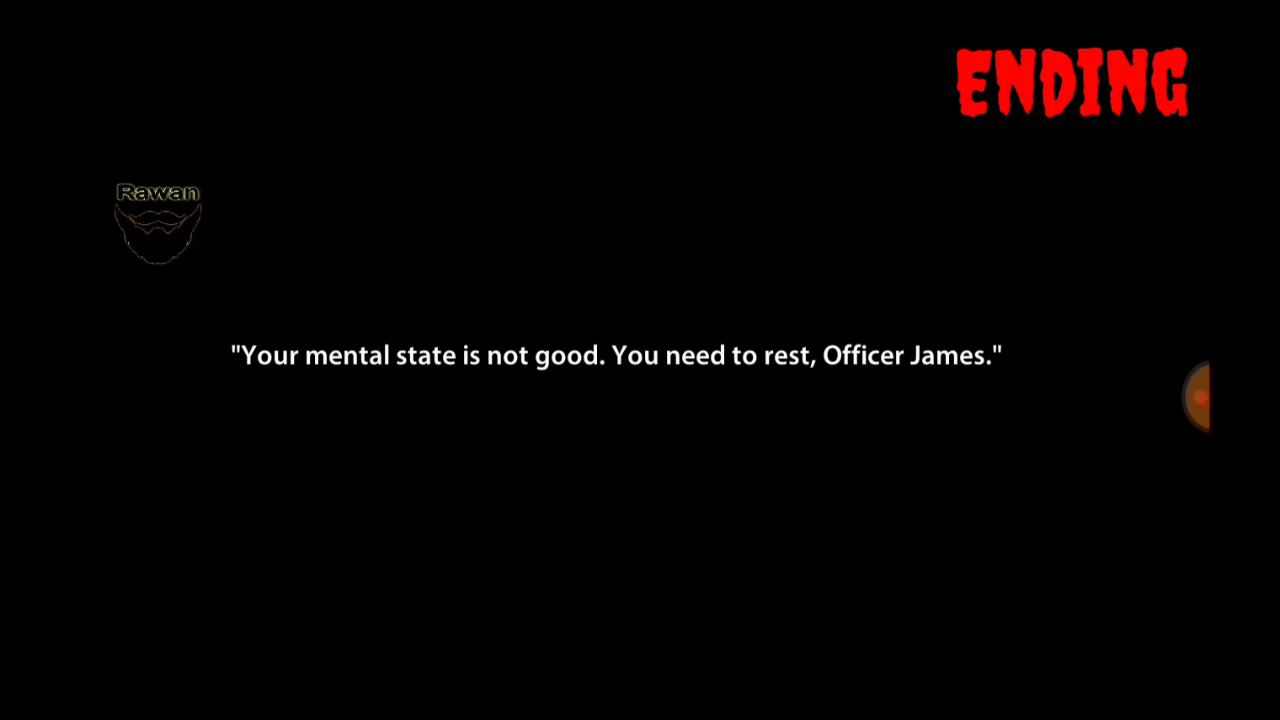 ENDING
Rawan
"Your mental state is not good. You need to rest, Officer James."